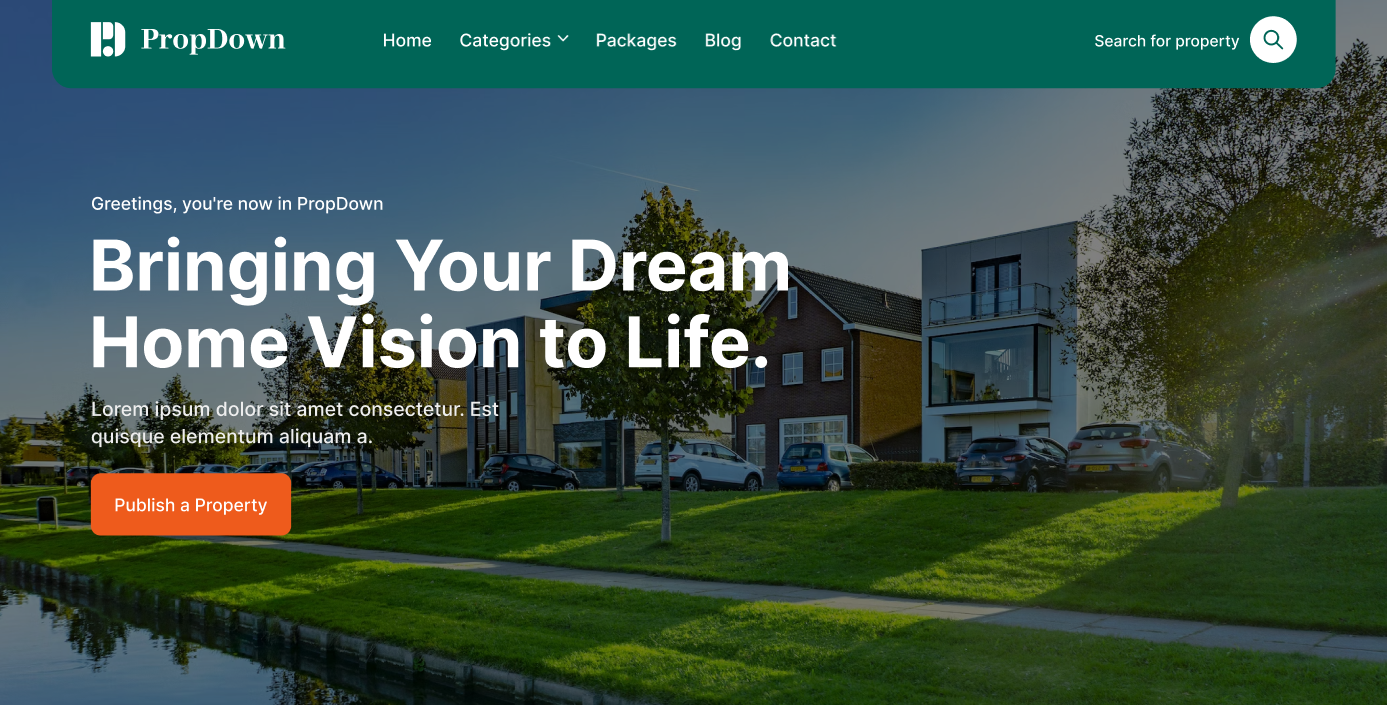 PropDown
Home Categories Packages Blog Contact
Search for property
Greetings, you're now in PropDown
Bringing Your Dream
Home Vision to Life.
Lorem ipsum dolor sit amet consectetur. Est
quisque elementum aliquam a.
Publish a Property